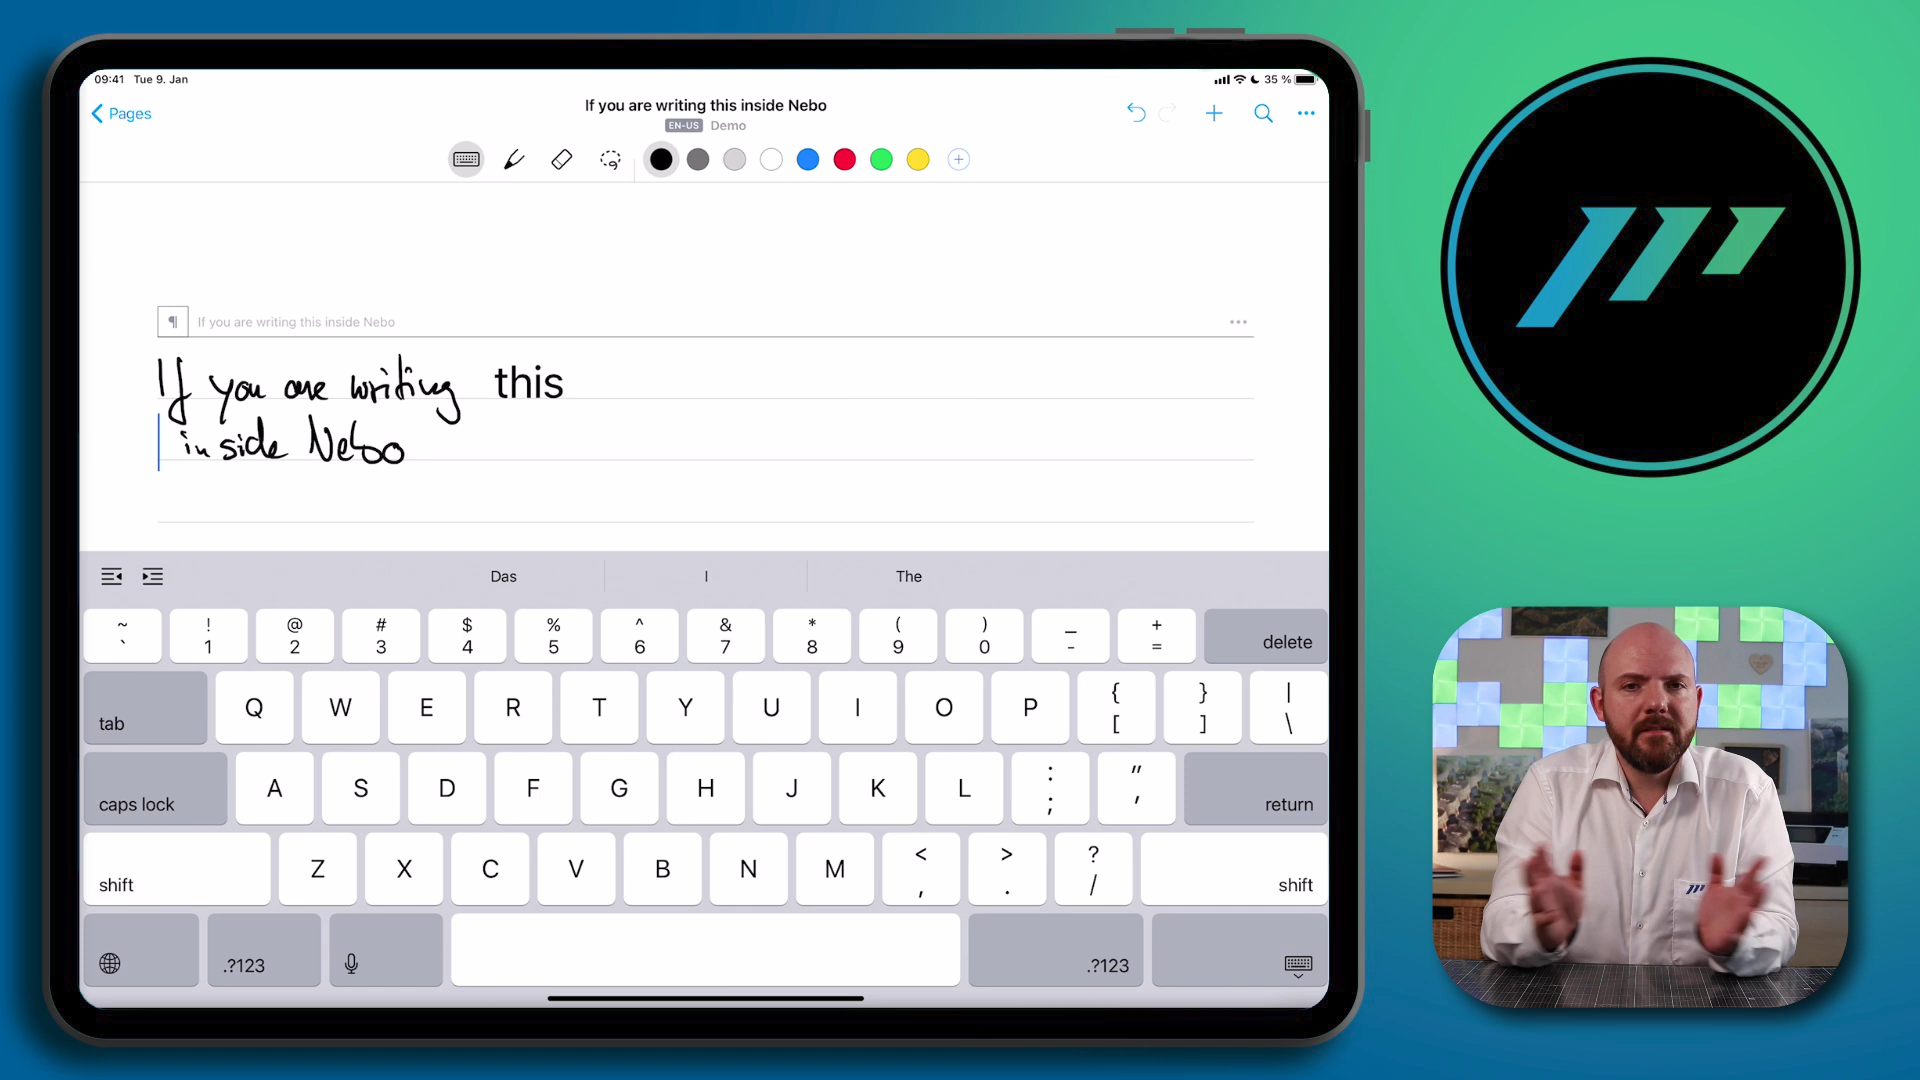 09:41 Tue 9. Jan
35 %
Pages
If you are writing this inside Nebo
EN-US Demo
If you are writing this inside Nebo
If you are writing this
inside Nebo
Das I The
~ ! @ # $ % ^ & * ( ) _ +
` 1 2 3 4 5 6 7 8 9 0 - = delete
tab Q W E R T Y U I O P { [ } ] | \
caps lock A S D F G H J K L : ; " ' return
shift Z X C V B N M < , > . ? / shift
.?123 .?123